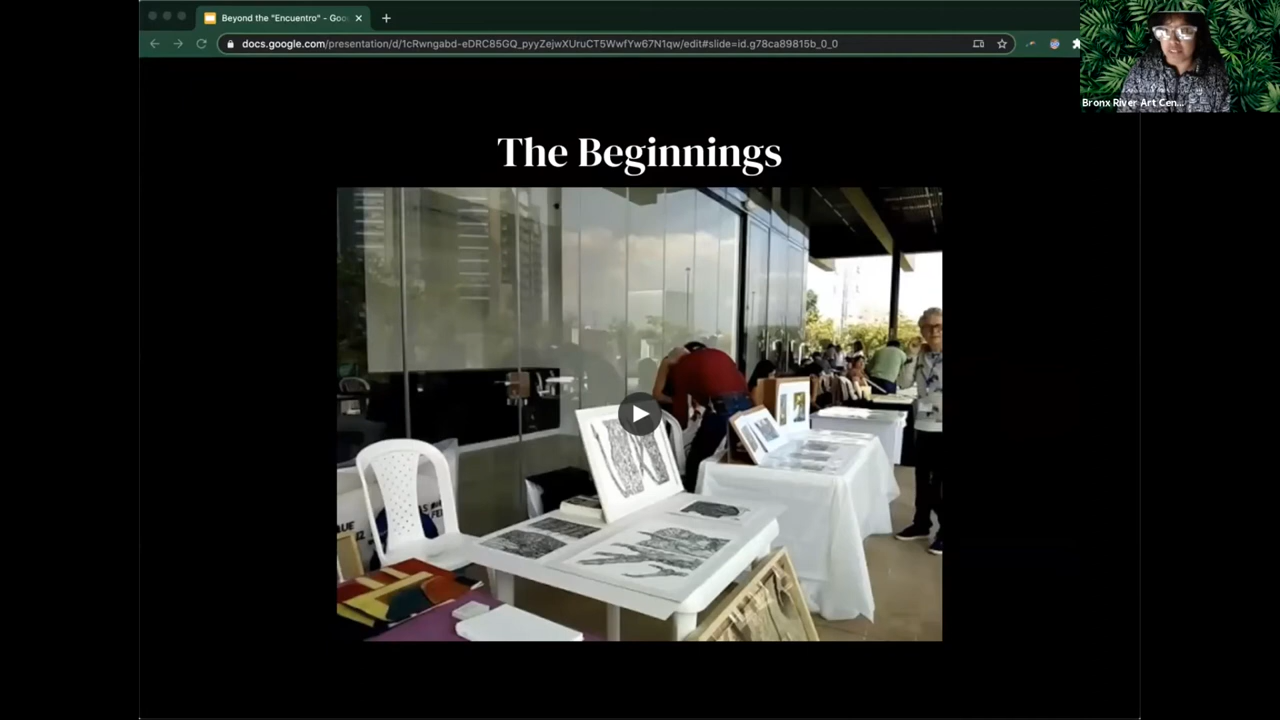 Beyond the "Encuentro" - Goo
docs.google.com/presentation/d/1cRwngabd-eDRC85GQ_pyyZejwXUruCT5WwfYw67N1qw/edit#slide=id.g78ca89815b_0_0
Bronx River Art Cen...
The Beginnings
QUE